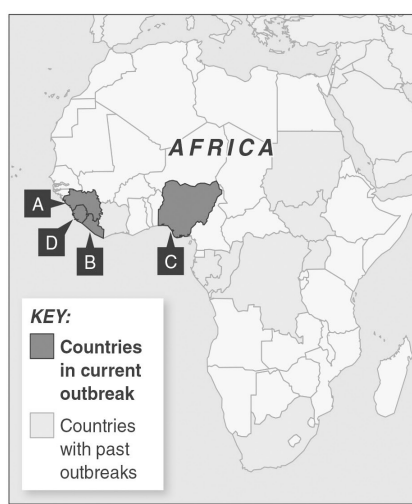 AFRICA
A
D
B
C
KEY:
Countries
in current
outbreak
Countries
with past
outbreaks